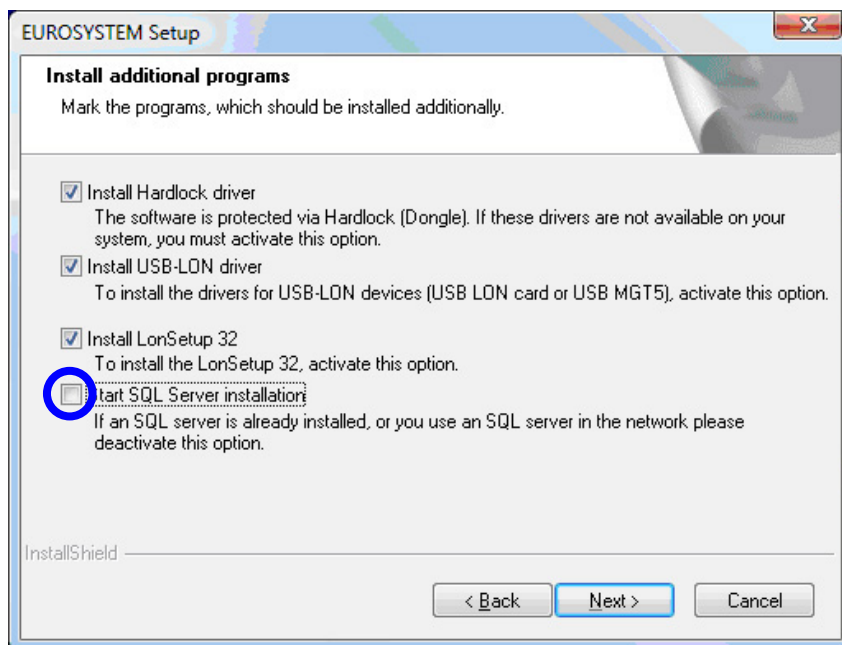 EUROSYSTEM Setup
Install additional programs
Mark the programs, which should be installed additionally.
Install Hardlock driver
The software is protected via Hardlock (Dongle). If these drivers are not available on your
system, you must activate this option.
Install USB-LON driver
To install the drivers for USB-LON devices (USB LON card or USB MGT5), activate this option.
Install LonSetup 32
To install the LonSetup 32, activate this option.
Start SQL Server installation
If an SQL server is already installed, or you use an SQL server in the network please
deactivate this option.
InstallShield
< Back Next > Cancel